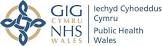 GIG
CYMRU
NHS
WALES
Iechyd Cyhoeddus
Cymru
Public Health
Wales